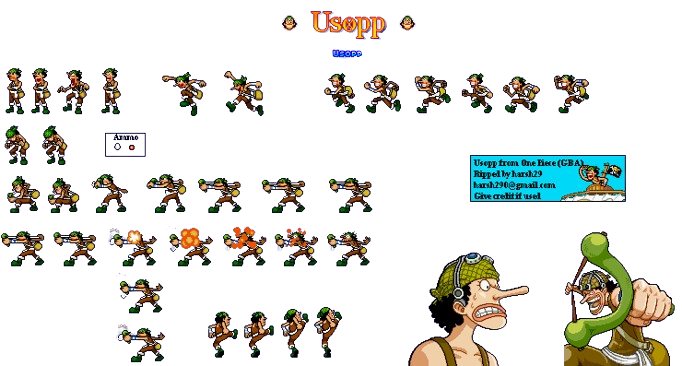 Usopp
Usopp
Ammo
Usopp from One Piece (GBA)
Ripped by harsh29
harsh290@gmail.com
Give credit if used